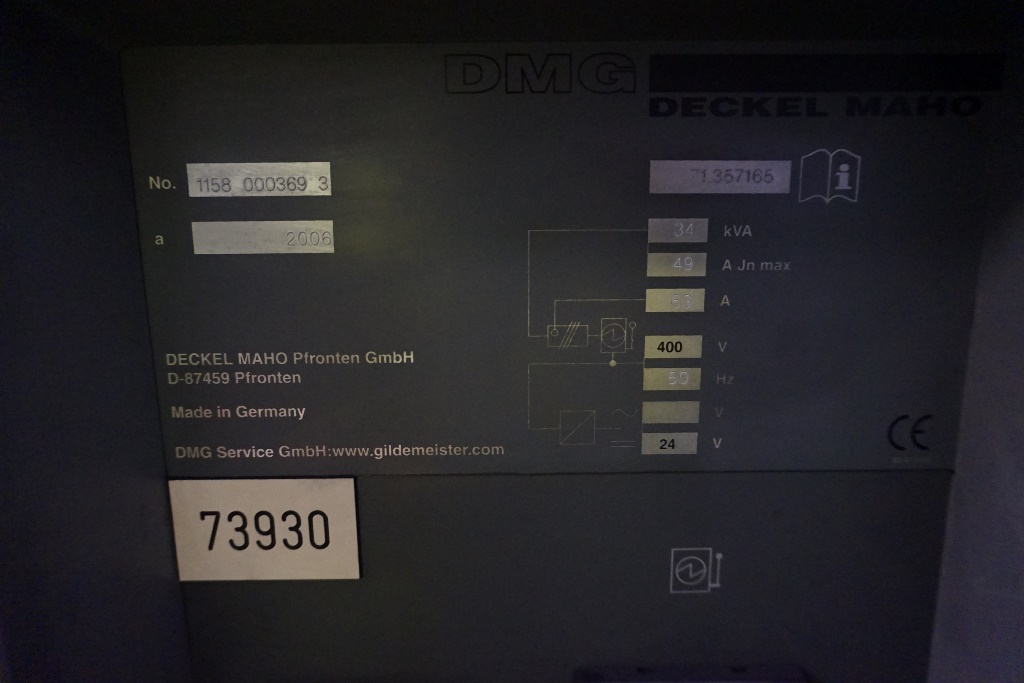 DMG
DECKEL MAHO
No. 1158 000369 3
71.357165
a 2006
34 kVA
49 A Jn max
A
400 V
50 Hz
V
24 V
DECKEL MAHO Pfronten GmbH
D-87459 Pfronten
Made in Germany
DMG Service GmbH:www.gildemeister.com
CE
73930